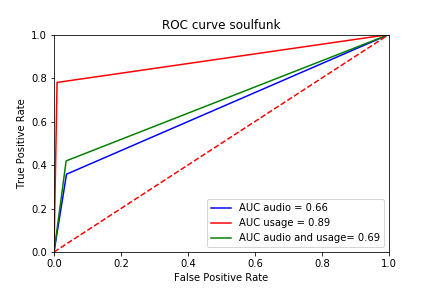 ROC curve soulfunk
True Positive Rate
1.0
0.8
0.6
0.4
0.2
0.0
AUC audio = 0.66
AUC usage = 0.89
AUC audio and usage= 0.69
0.0 0.2 0.4 0.6 0.8 1.0
False Positive Rate